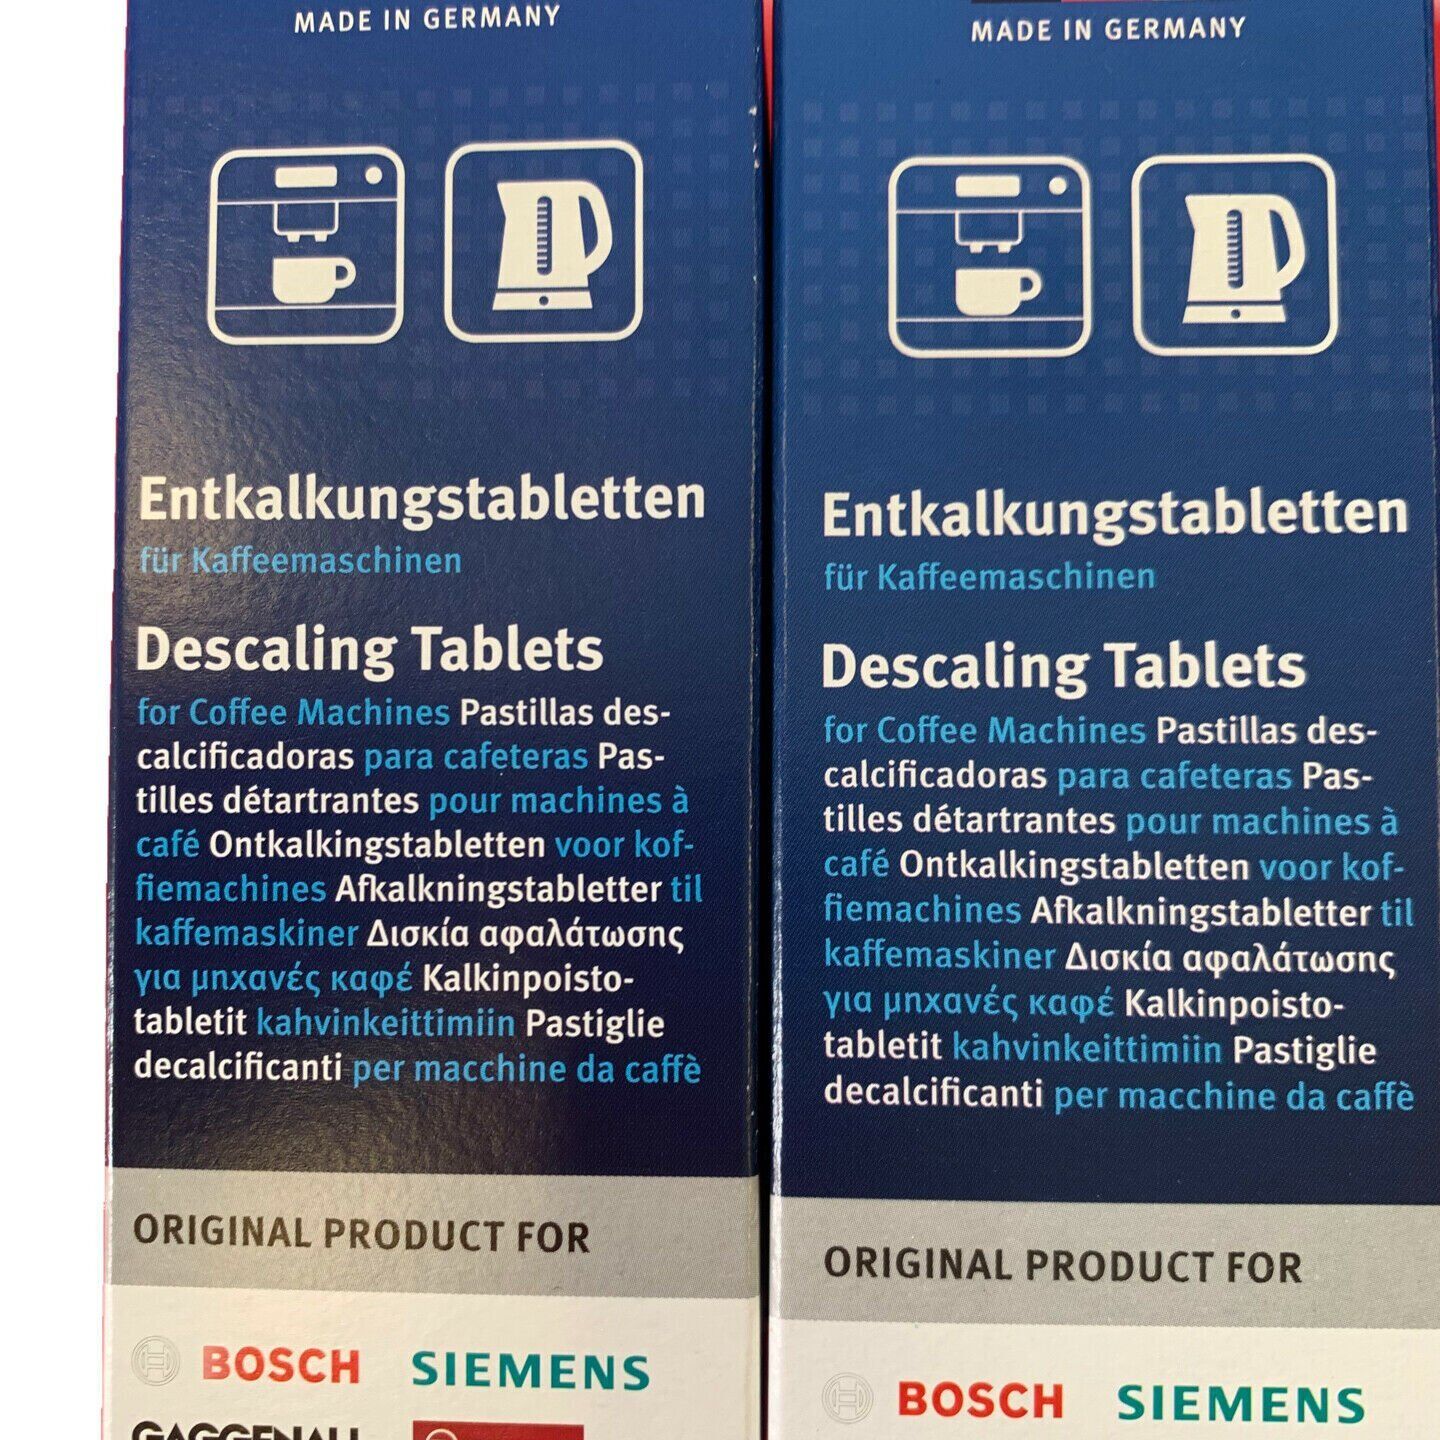 MADE IN GERMANY
Entkalkungstabletten
für Kaffeemaschinen
Descaling Tablets
for Coffee Machines Pastillas des-
calcificadoras para cafeteras Pas-
tilles détartrantes pour machines à
café Ontkalkingstabletten voor kof-
fiemachines Afkalkningstabletter til
kaffemaskiner Δισκία αφαλάτωσης
για μηχανές καφέ Kalkinpoisto-
tabletit kahvinkeittimiin Pastiglie
decalcificanti per macchine da caffè
ORIGINAL PRODUCT FOR
BOSCH SIEMENS
GAGGENAU
MADE IN GERMANY
Entkalkungstabletten
für Kaffeemaschinen
Descaling Tablets
for Coffee Machines Pastillas des-
calcificadoras para cafeteras Pas-
tilles détartrantes pour machines à
café Ontkalkingstabletten voor kof-
fiemachines Afkalkningstabletter til
kaffemaskiner Δισκία αφαλάτωσης
για μηχανές καφέ Kalkinpoisto-
tabletit kahvinkeittimiin Pastiglie
decalcificanti per macchine da caffè
ORIGINAL PRODUCT FOR
BOSCH SIEMENS